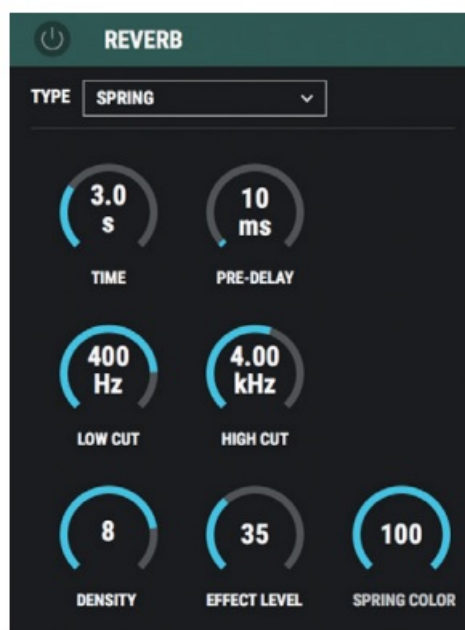 REVERB
TYPE SPRING
3.0
s
TIME
10
ms
PRE-DELAY
400
Hz
LOW CUT
4.00
kHz
HIGH CUT
8
DENSITY
35
EFFECT LEVEL
100
SPRING COLOR